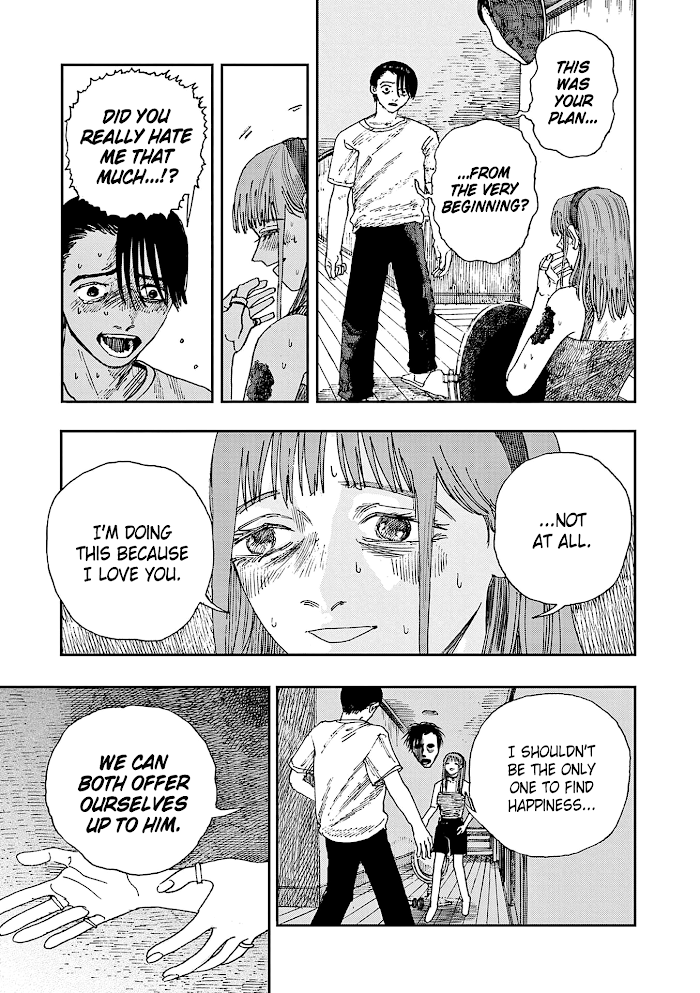 THIS
WAS
YOUR
PLAN...
...FROM
THE VERY
BEGINNING?
DID YOU
REALLY HATE
ME THAT
MUCH...!?
...NOT
AT ALL.
I'M DOING
THIS BECAUSE
I LOVE YOU.
I SHOULDN'T
BE THE ONLY
ONE TO FIND
HAPPINESS...
WE CAN
BOTH OFFER
OURSELVES
UP TO HIM.